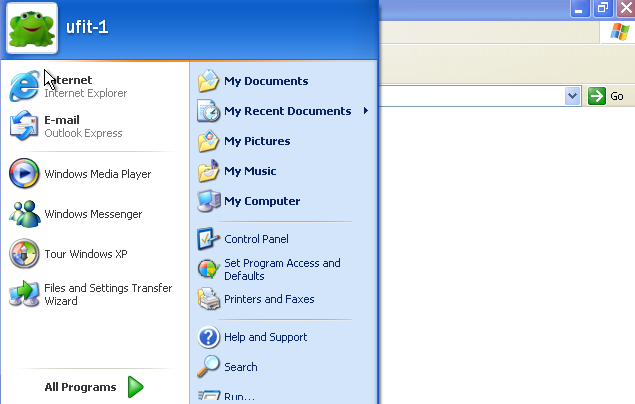 ufit-1
Internet
Internet Explorer
E-mail
Outlook Express
Windows Media Player
Windows Messenger
Tour Windows XP
Files and Settings Transfer
Wizard
All Programs
My Documents
My Recent Documents
My Pictures
My Music
My Computer
Control Panel
Set Program Access and
Defaults
Printers and Faxes
Help and Support
Search
Run...
Go